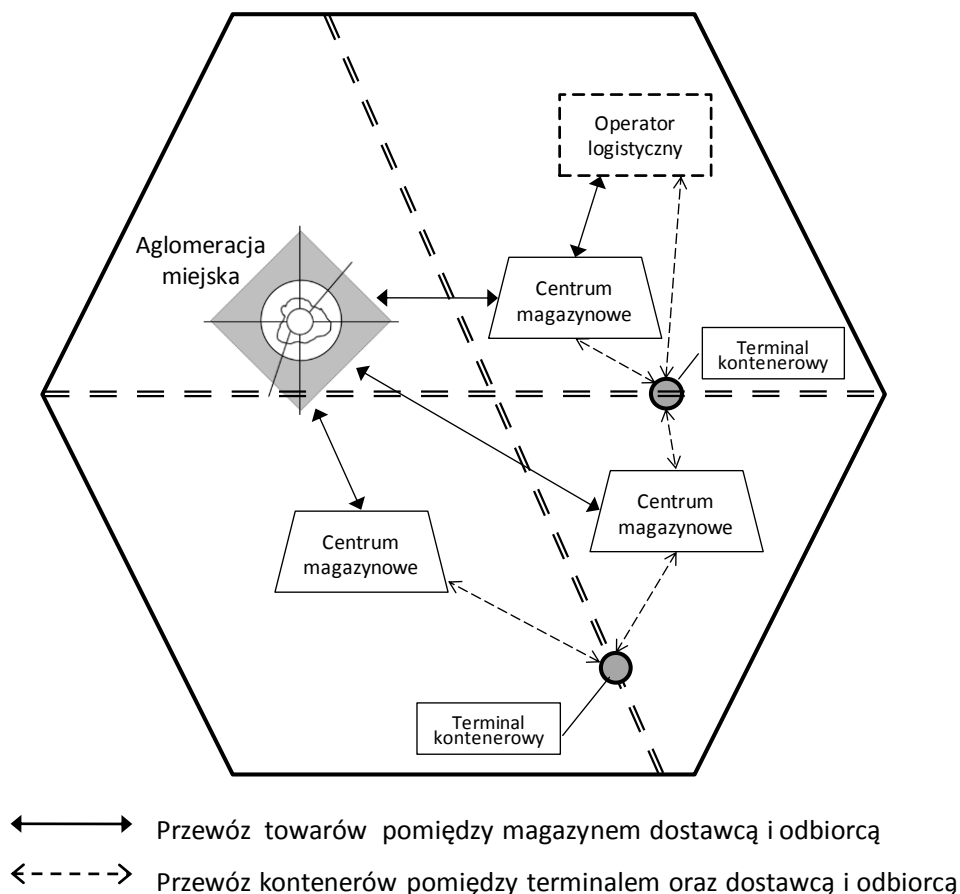 Operator
logistyczny
Aglomeracja
miejska
Centrum
magazynowe
Terminal
kontenerowy
Centrum
magazynowe
Centrum
magazynowe
Terminal
kontenerowy
Przewóz towarów pomiędzy magazynem dostawcą i odbiorcą
Przewóz kontenerów pomiędzy terminalem oraz dostawcą i odbiorcą